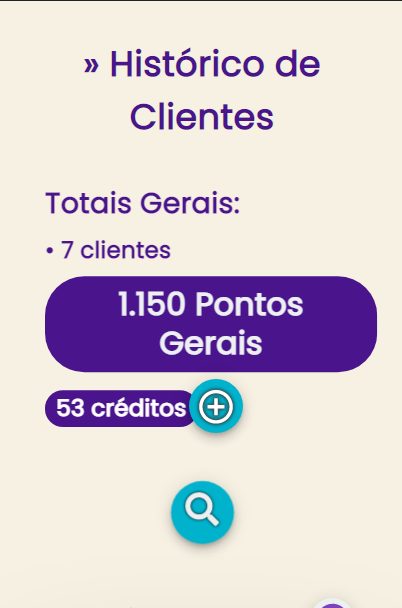 » Histórico de
Clientes
Totais Gerais:
• 7 clientes
1.150 Pontos
Gerais
53 créditos